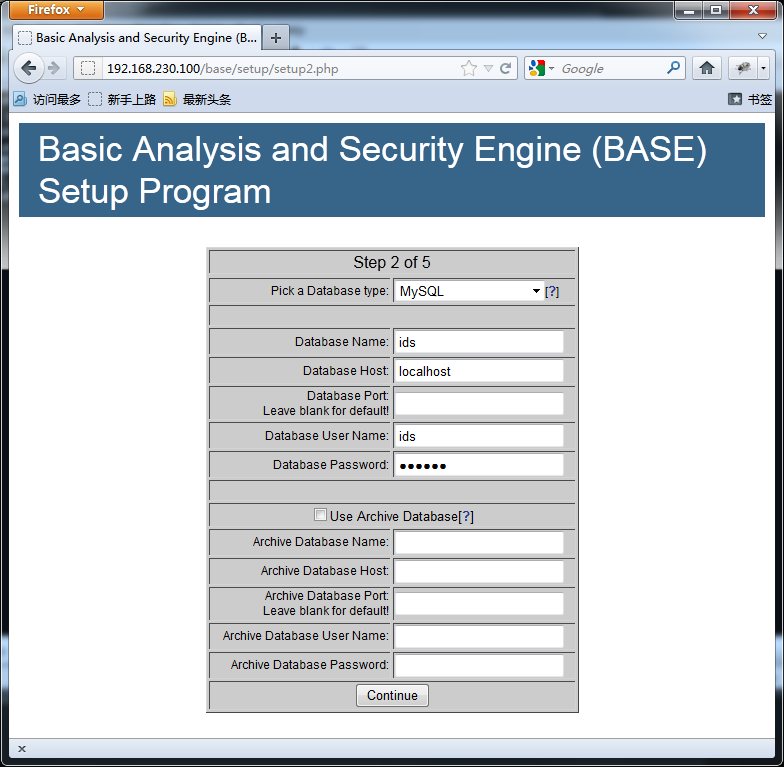 Firefox
Basic Analysis and Security Engine (B...
192.168.230.100/base/setup/setup2.php
Google
访问最多 新手上路 最新头条 书签
Basic Analysis and Security Engine (BASE)
Setup Program
Step 2 of 5
Pick a Database type: MySQL [?]
Database Name: ids
Database Host: localhost
Database Port:
Leave blank for default!
Database User Name: ids
Database Password: ●●●●●●
Use Archive Database[?]
Archive Database Name:
Archive Database Host:
Archive Database Port:
Leave blank for default!
Archive Database User Name:
Archive Database Password:
Continue
x